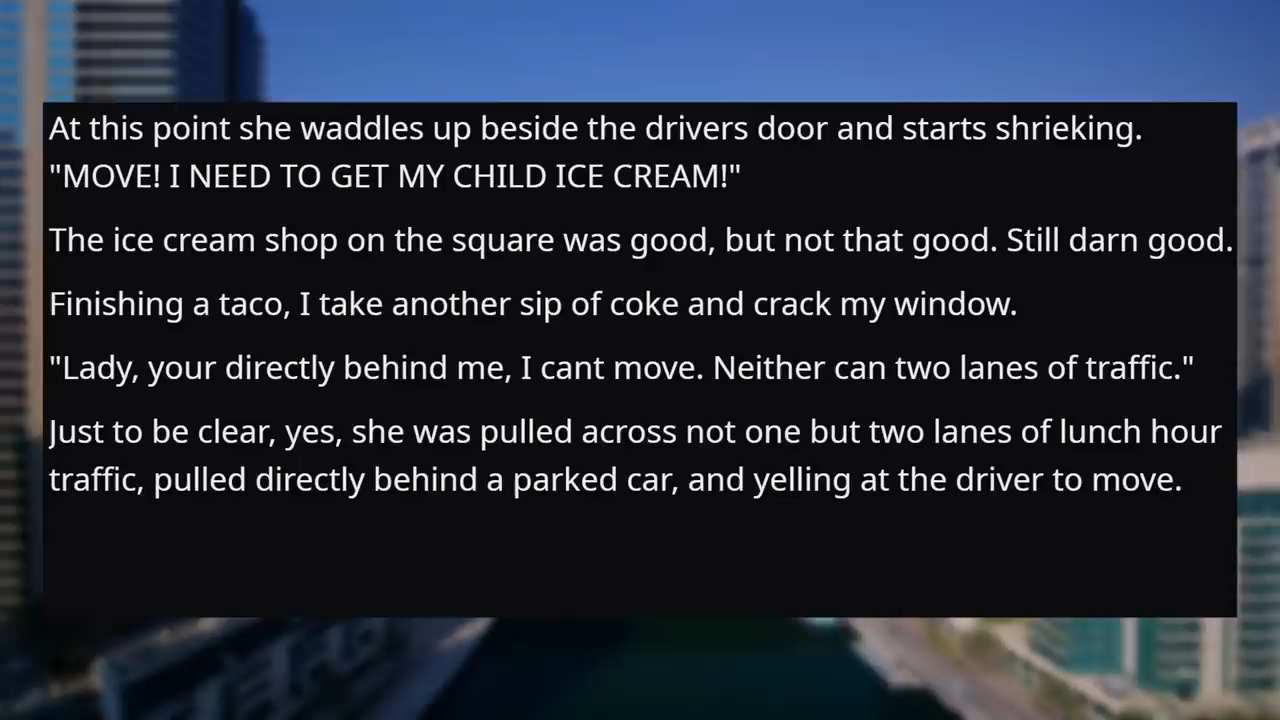 At this point she waddles up beside the drivers door and starts shrieking.
"MOVE! I NEED TO GET MY CHILD ICE CREAM!"
The ice cream shop on the square was good, but not that good. Still darn good.
Finishing a taco, I take another sip of coke and crack my window.
"Lady, your directly behind me, I cant move. Neither can two lanes of traffic."
Just to be clear, yes, she was pulled across not one but two lanes of lunch hour
traffic, pulled directly behind a parked car, and yelling at the driver to move.